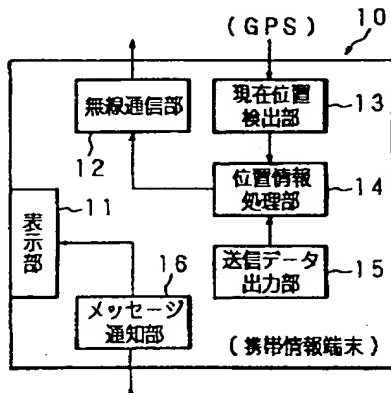 (GPS)
10
無線通信部
12
現在位置
検出部
13
位置情報
処理部
14
11
表示部
16
メッセージ
通知部
送信データ
出力部
15
(携帯情報端末)